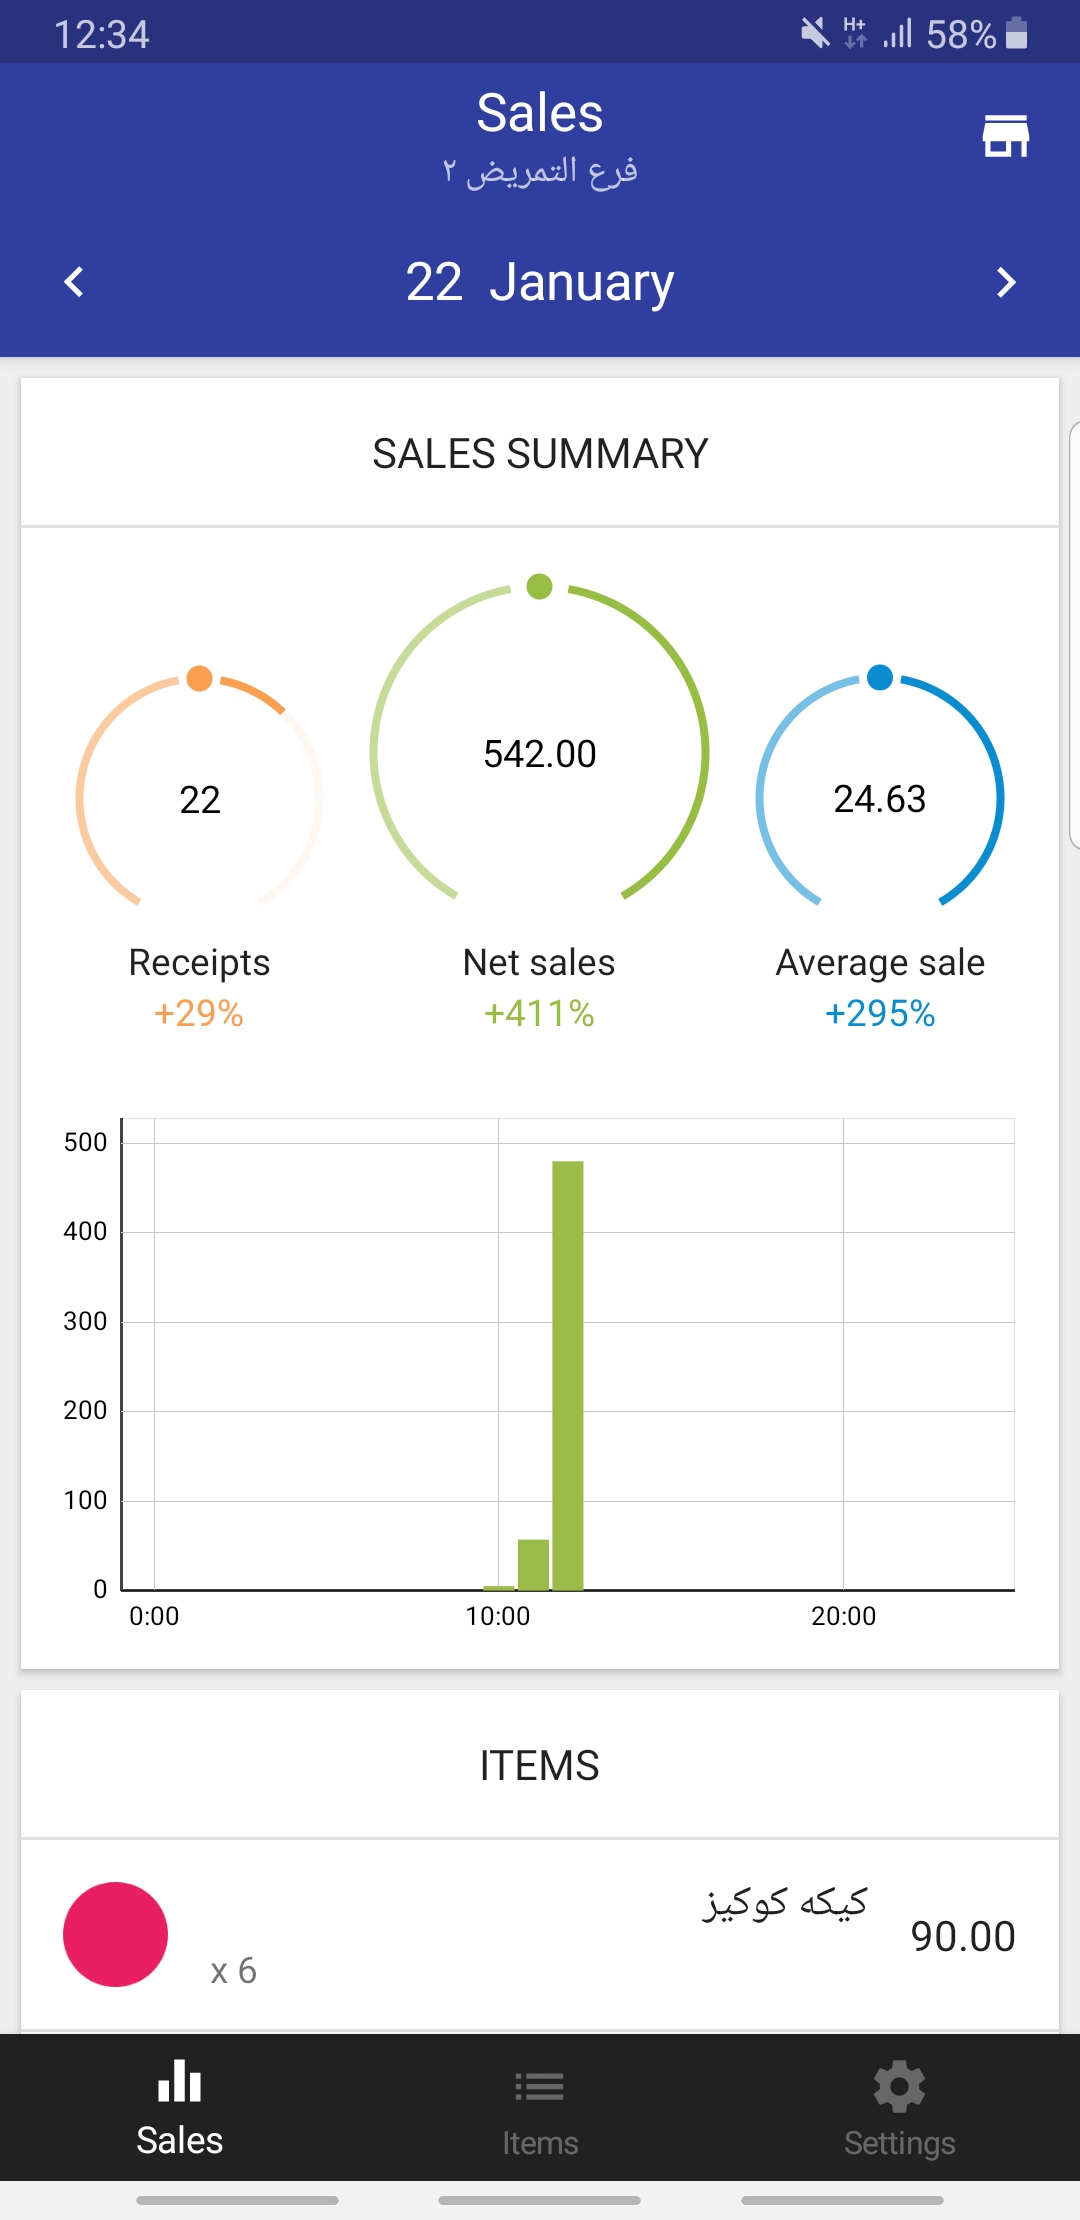 12:34
H+ 58%
Sales
فرع التمريض ٢
22 January
SALES SUMMARY
22
542.00
24.63
Receipts
Net sales
Average sale
+29%
+411%
+295%
500
400
300
200
100
0
0:00
10:00
20:00
ITEMS
كيكه كوكيز
90.00
x 6
Sales
Items
Settings